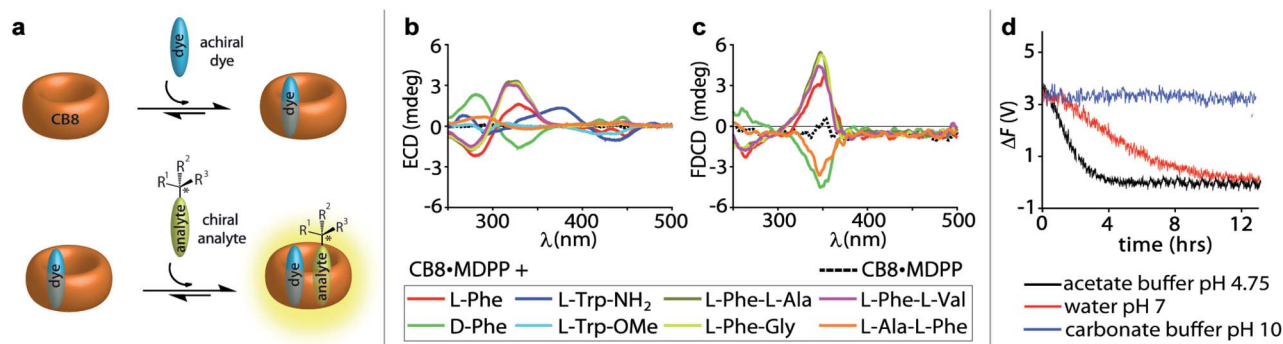 a
dye
achiral
dye
CB8
dye
R¹
R²
R³
*
analyte
chiral
analyte
dye
R¹
R²
R³
*
dye
analyte
b
ECD (mdeg)
6
3
0
-3
-6
300
400
500
λ(nm)
c
FDCD (mdeg)
6
3
0
-3
-6
300
400
500
λ(nm)
CB8•MDPP +
CB8•MDPP
L-Phe
L-Trp-NH₂
L-Phe-L-Ala
L-Phe-L-Val
D-Phe
L-Trp-OMe
L-Phe-Gly
L-Ala-L-Phe
d
ΔF (V)
5
3
1
-1
0
4
8
12
time (hrs)
acetate buffer pH 4.75
water pH 7
carbonate buffer pH 10